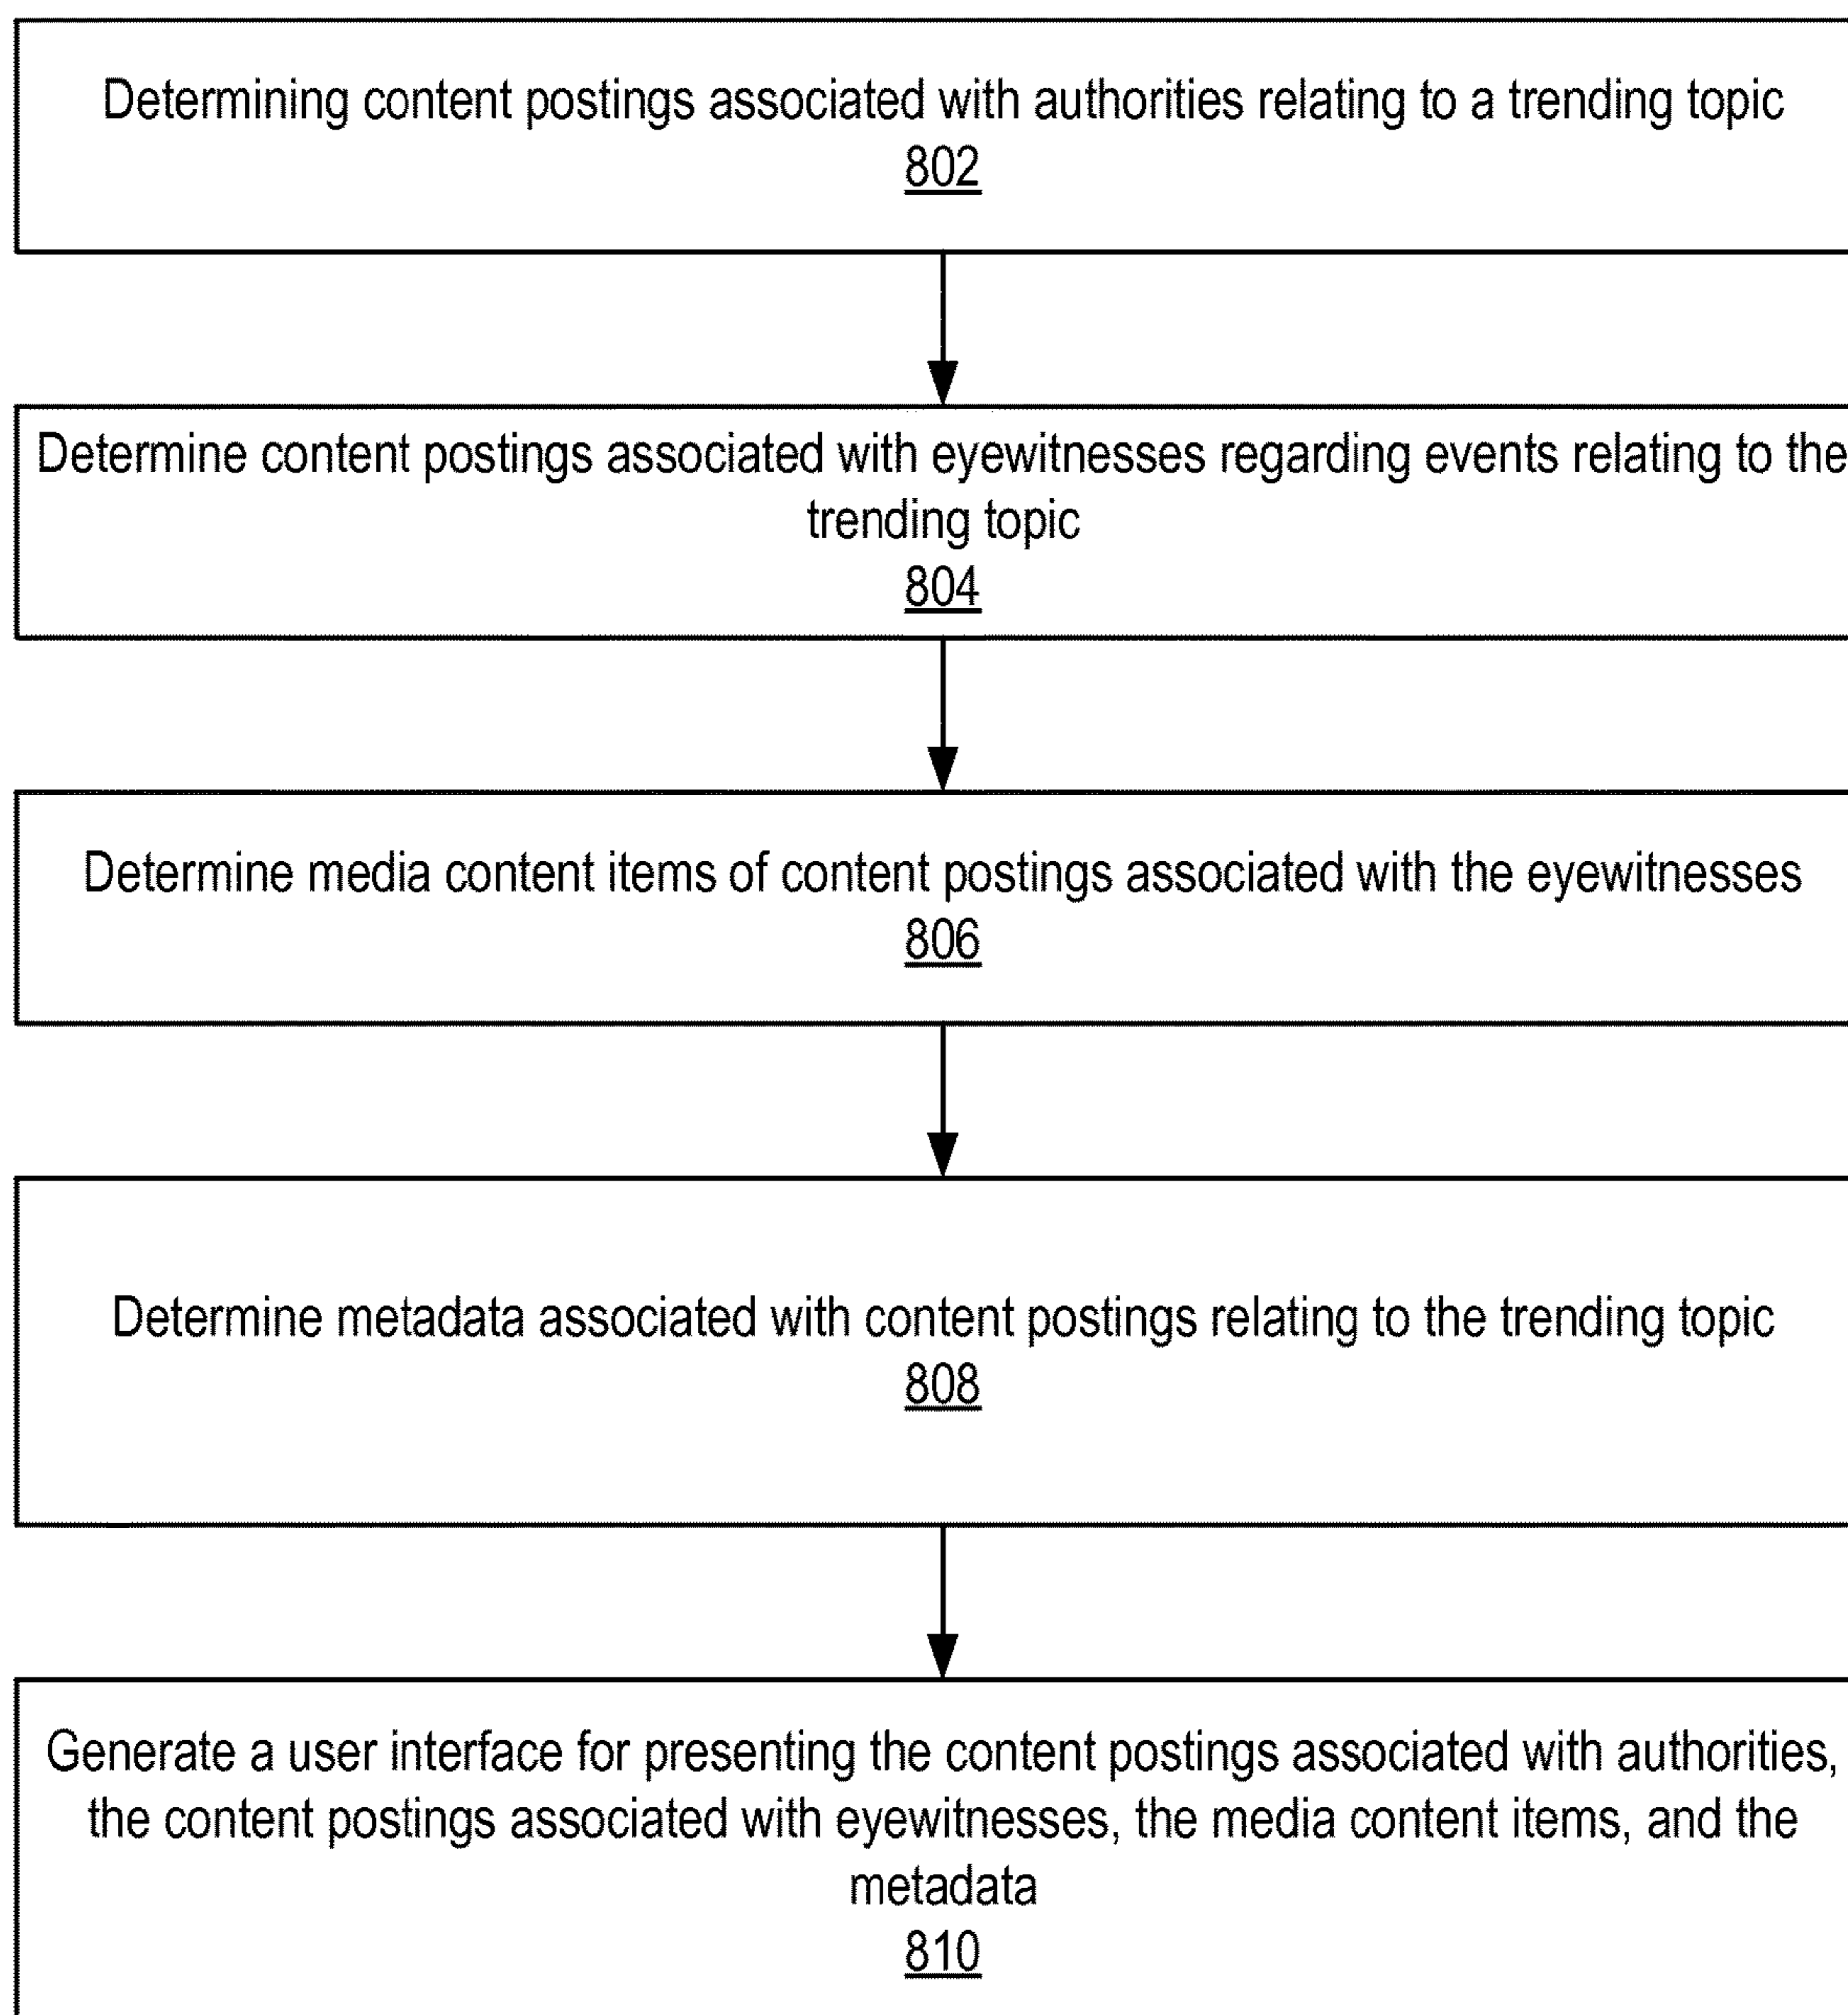 Determining content postings associated with authorities relating to a trending topic
802
Determine content postings associated with eyewitnesses regarding events relating to the
trending topic
804
Determine media content items of content postings associated with the eyewitnesses
806
Determine metadata associated with content postings relating to the trending topic
808
Generate a user interface for presenting the content postings associated with authorities,
the content postings associated with eyewitnesses, the media content items, and the
metadada
810